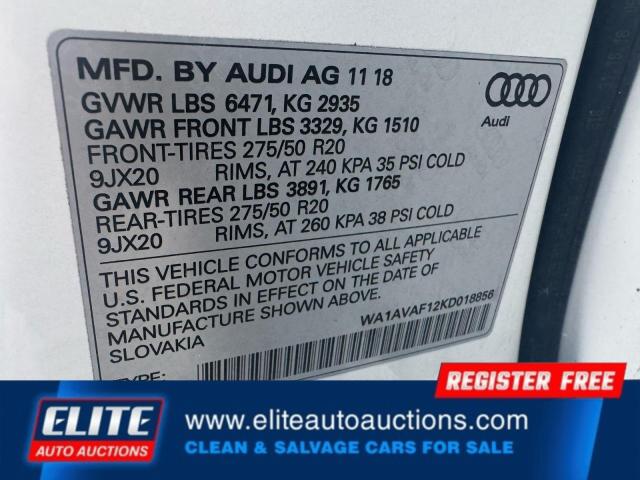 MFD. BY AUDI AG 11 18
GVWR LBS 6471, KG 2935
GAWR FRONT LBS 3329, KG 1510
FRONT-TIRES 275/50 R20
9JX20 RIMS, AT 240 KPA 35 PSI COLD
GAWR REAR LBS 3891, KG 1765
REAR-TIRES 275/50 R20
9JX20 RIMS, AT 260 KPA 38 PSI COLD
Audi
THIS VEHICLE CONFORMS TO ALL APPLICABLE
U.S. FEDERAL MOTOR VEHICLE SAFETY
STANDARDS IN EFFECT ON THE DATE OF
MANUFACTURE SHOWN ABOVE.
SLOVAKIA
WA1AVAF12KD018856
TYPE:
REGISTER FREE
ELITE
AUTO AUCTIONS
www.eliteautoauctions.com
CLEAN & SALVAGE CARS FOR SALE